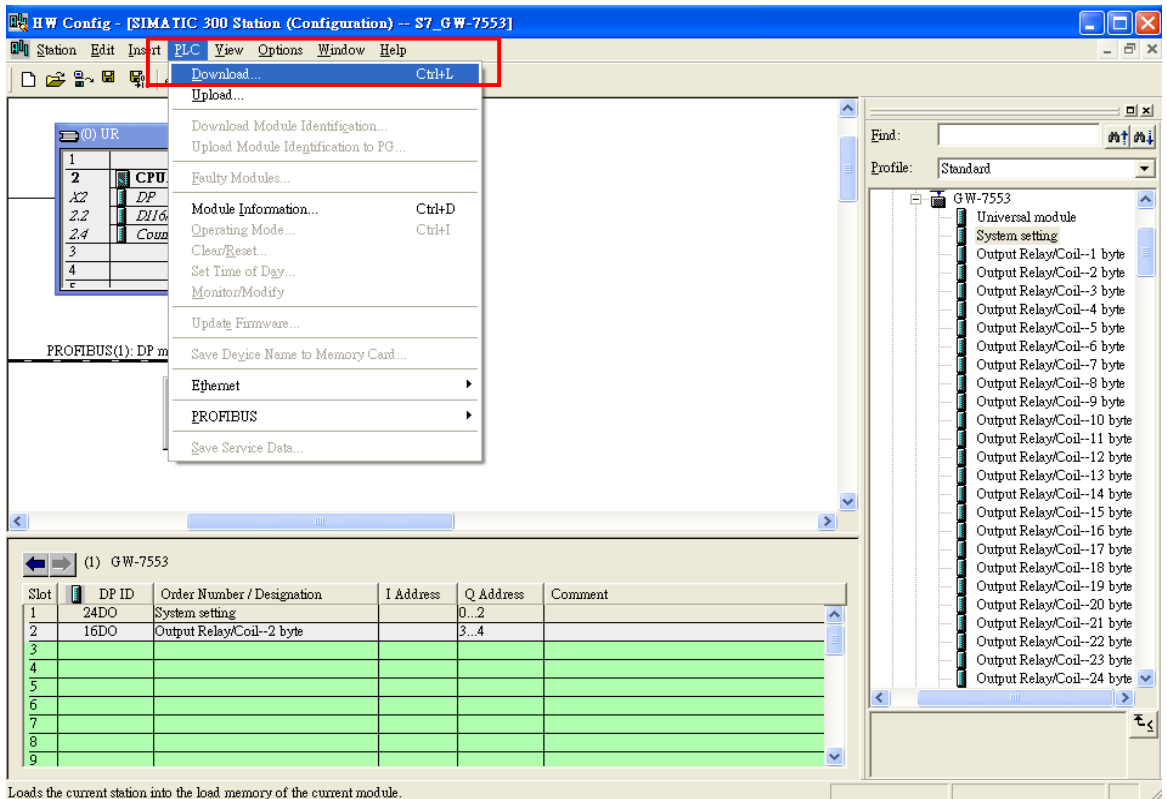 HW Config - [SIMATIC 300 Station (Configuration) -- S7_GW-7553]
Station Edit Insert PLC View Options Window Help
Download... Ctrl+L
Upload...
Download Module Identification...
Upload Module Identification to PG...
Faulty Modules...
Module Information... Ctrl+D
Operating Mode... Ctrl+I
Clear/Reset...
Set Time of Day...
Monitor/Modify
Update Firmware...
Save Device Name to Memory Card...
Ethernet
PROFIBUS
Save Service Data...
(0) UR
1
2 CPU
X2 DP
2.2 DI16/
2.4 Coun
3
4
PROFIBUS(1): DP m
Find:
Profile: Standard
GW-7553
Universal module
System setting
Output Relay/Coil--1 byte
Output Relay/Coil--2 byte
Output Relay/Coil--3 byte
Output Relay/Coil--4 byte
Output Relay/Coil--5 byte
Output Relay/Coil--6 byte
Output Relay/Coil--7 byte
Output Relay/Coil--8 byte
Output Relay/Coil--9 byte
Output Relay/Coil--10 byte
Output Relay/Coil--11 byte
Output Relay/Coil--12 byte
Output Relay/Coil--13 byte
Output Relay/Coil--14 byte
Output Relay/Coil--15 byte
Output Relay/Coil--16 byte
Output Relay/Coil--17 byte
Output Relay/Coil--18 byte
Output Relay/Coil--19 byte
Output Relay/Coil--20 byte
Output Relay/Coil--21 byte
Output Relay/Coil--22 byte
Output Relay/Coil--23 byte
Output Relay/Coil--24 byte
(1) GW-7553
Slot DP ID Order Number / Designation I Address Q Address Comment
1 24DO System setting 0...2
2 16DO Output Relay/Coil--2 byte 3...4
3
4
5
6
7
8
9
Loads the current station into the load memory of the current module.